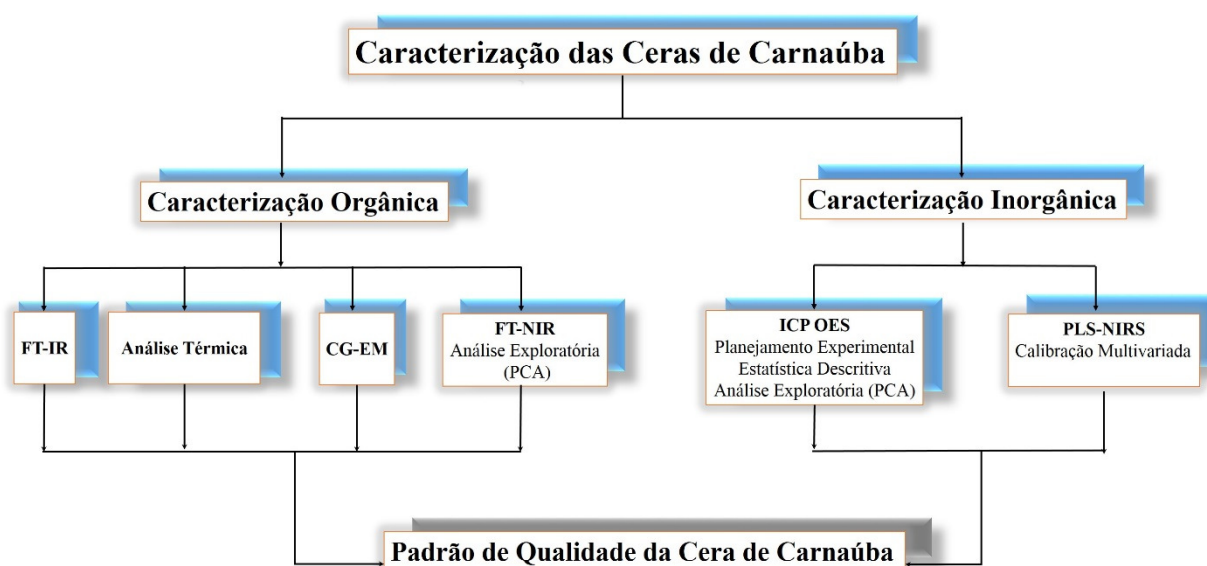 Caracterização das Ceras de Carnaúba
Caracterização Orgânica
Caracterização Inorgânica
FT-IR
Análise Térmica
CG-EM
FT-NIR
Análise Exploratória
(PCA)
ICP OES
Planejamento Experimental
Estatística Descritiva
Análise Exploratória (PCA)
PLS-NIRS
Calibração Multivariada
Padrão de Qualidade da Cera de Carnaúba